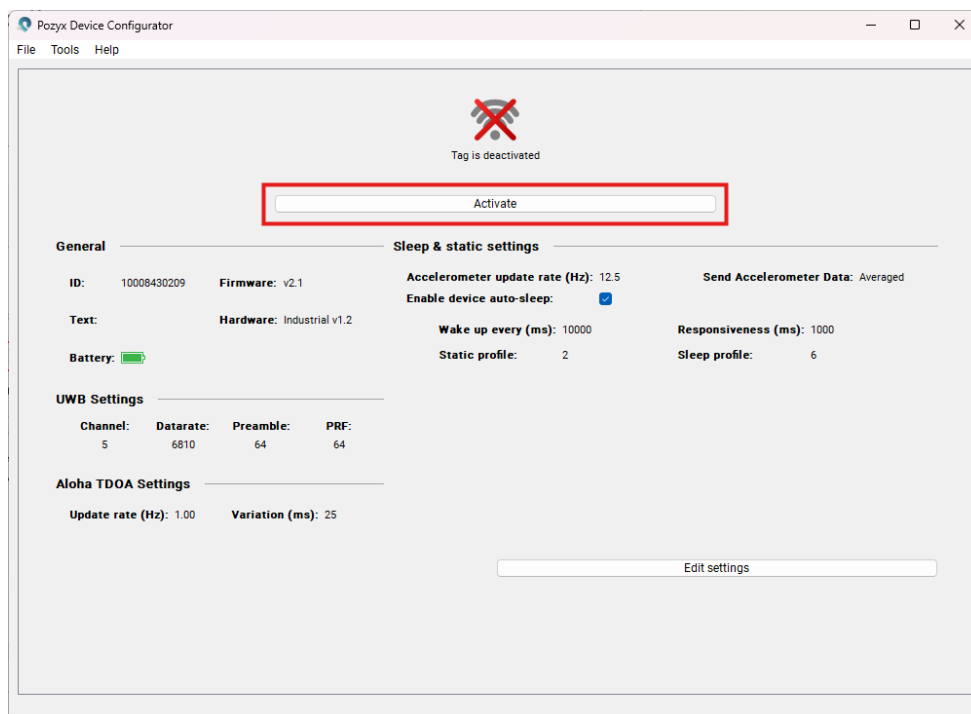 Pozyx Device Configurator
File Tools Help
Tag is deactivated
Activate
General
ID: 10008430209 Firmware: v2.1
Text: Hardware: Industrial v1.2
Battery:
UWB Settings
Channel: Datarate: Preamble: PRF:
5 6810 64 64
Aloha TDOA Settings
Update rate (Hz): 1.00 Variation (ms): 25
Sleep & static settings
Accelerometer update rate (Hz): 12.5 Send Accelerometer Data: Averaged
Enable device auto-sleep:
Wake up every (ms): 10000 Responsiveness (ms): 1000
Static profile: 2 Sleep profile: 6
Edit settings